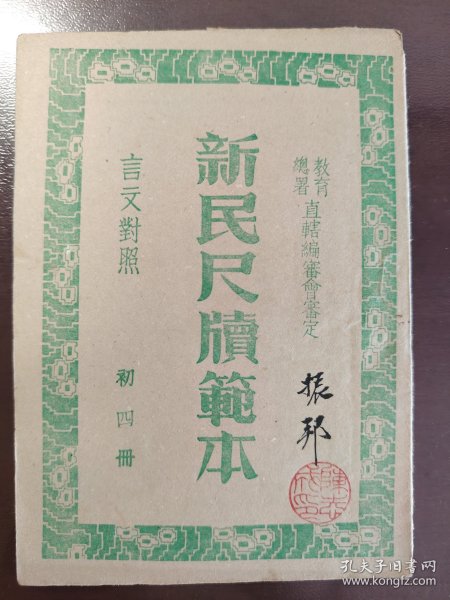 教育總署直轄編審會審定
新民尺牘範本
言文對照
初四冊
振邦
孔夫子旧书网
www.kongfz.com